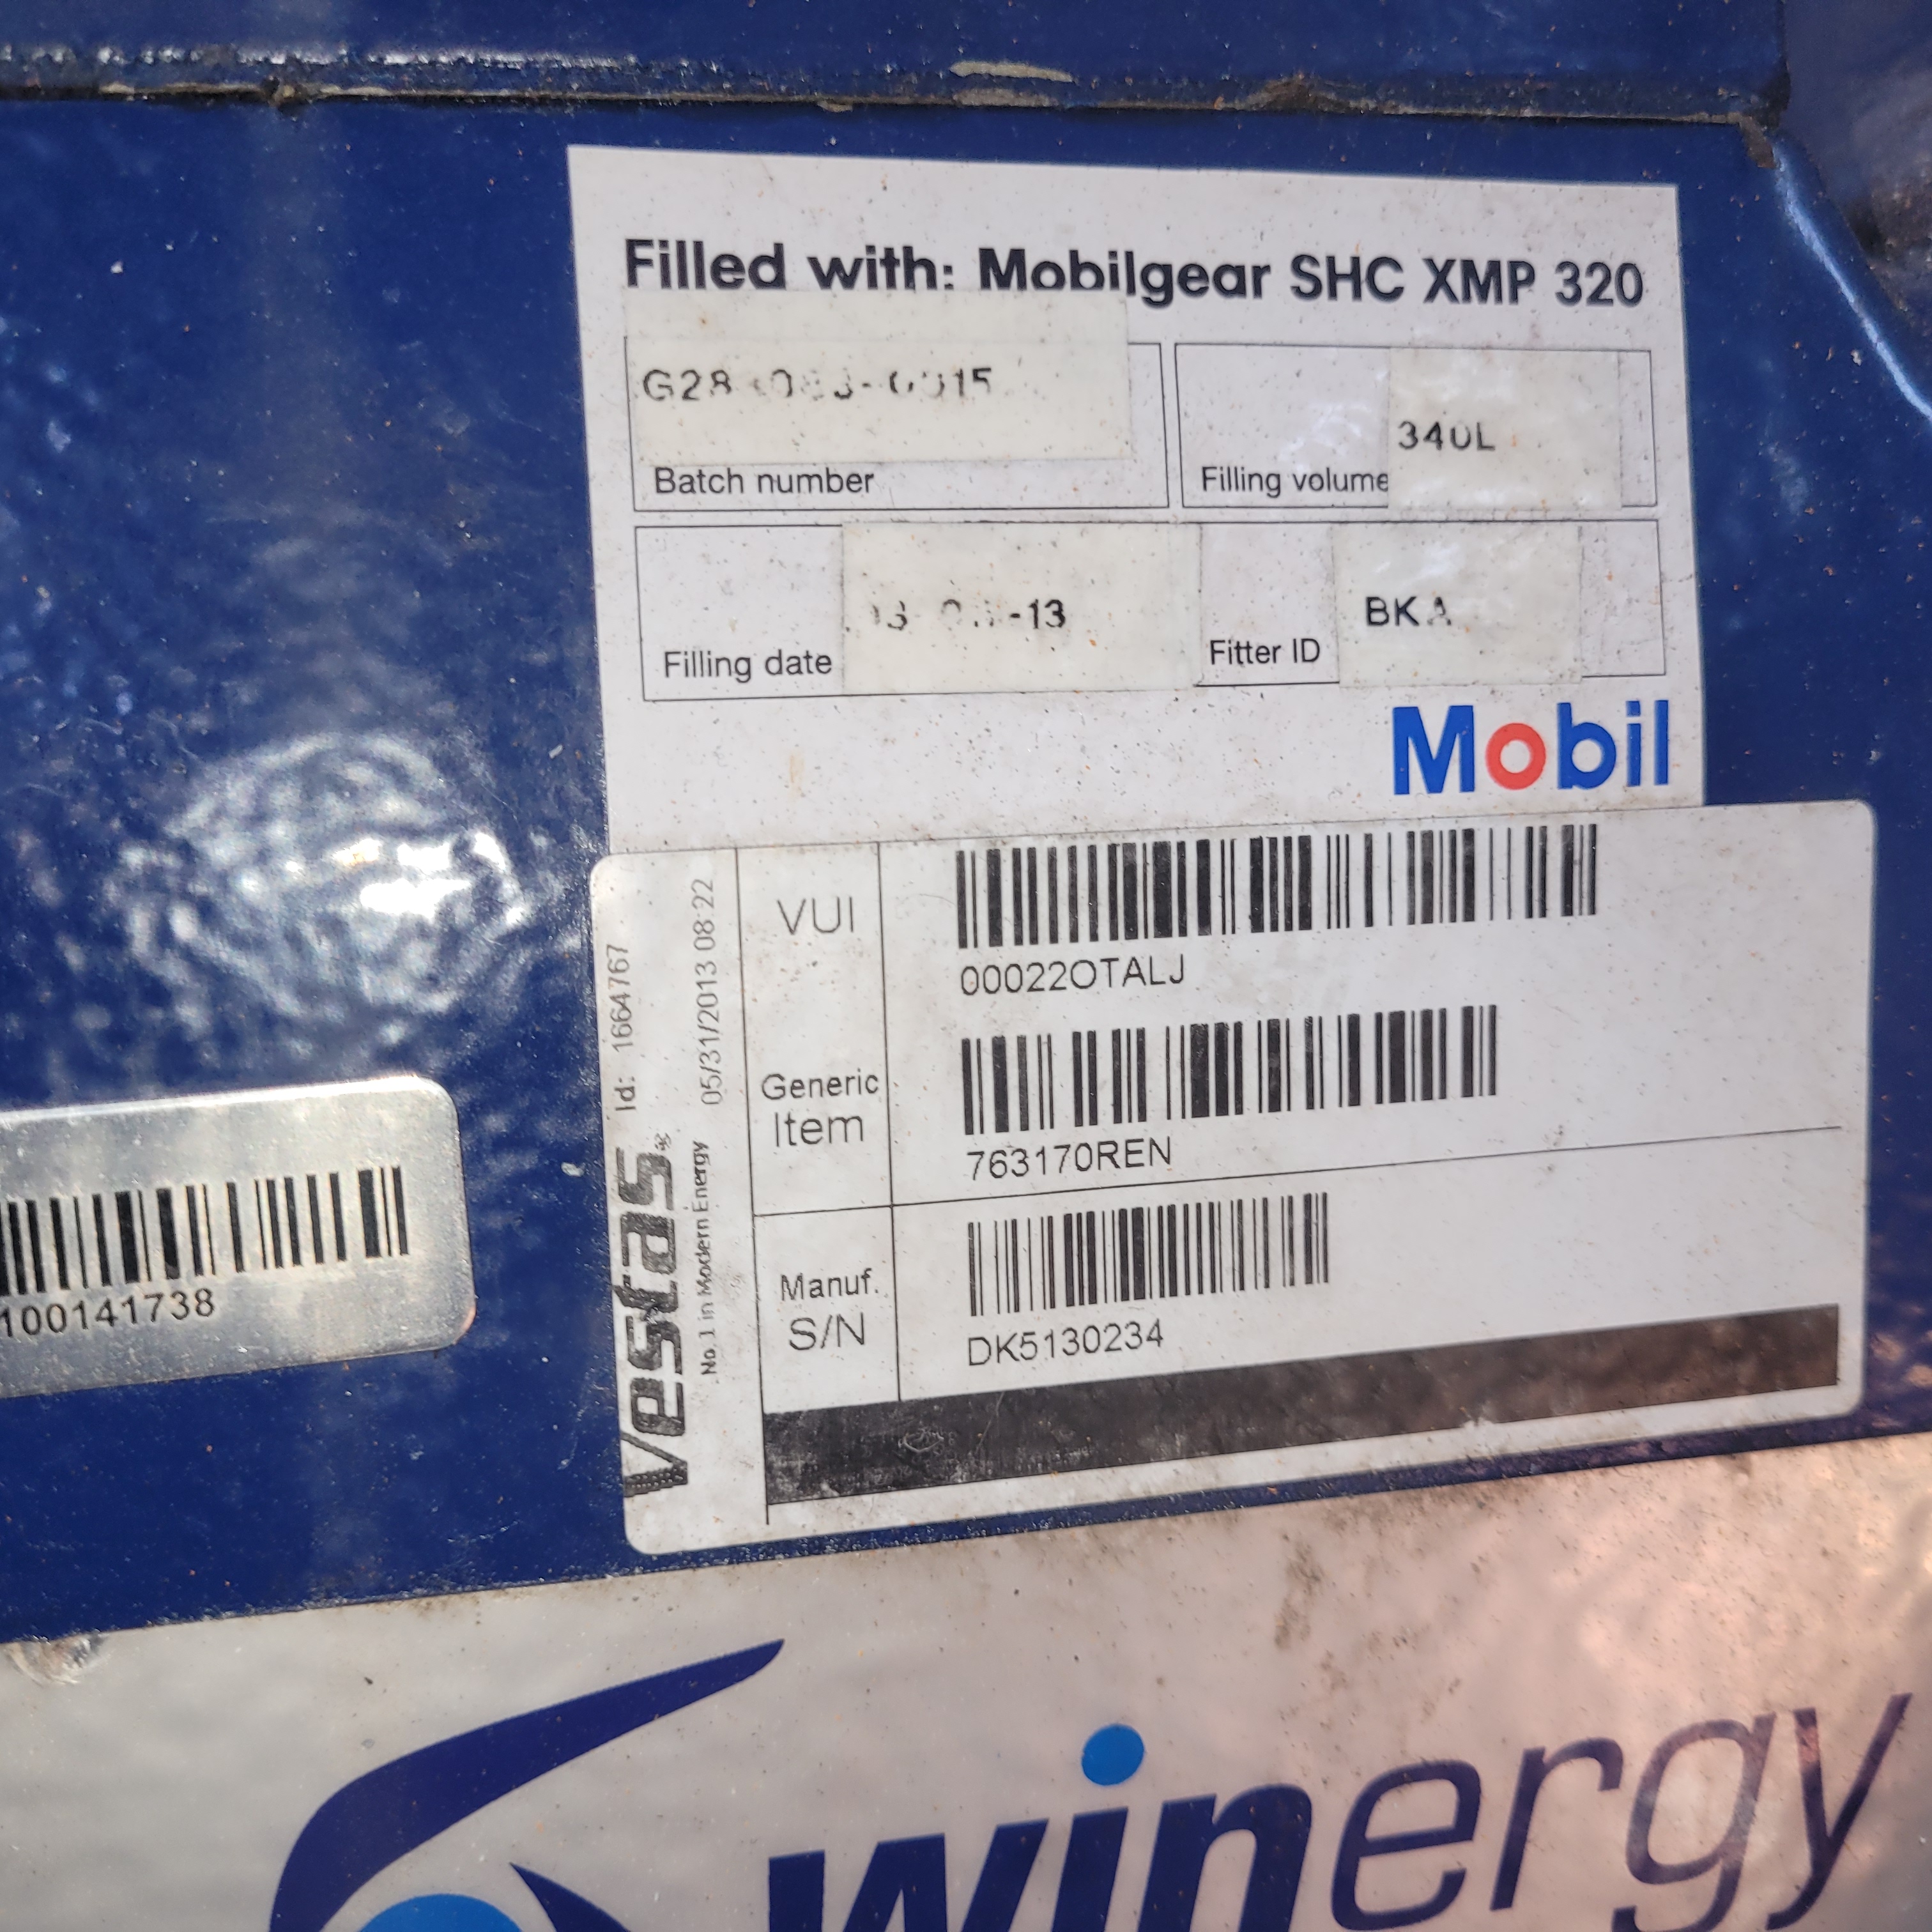 Filled with: Mobilgear SHC XMP 320
340L
Batch number
Filling volume
-13
BKA
Filling date
Fitter ID
Mobil
Id: 1664767
05/31/2013 08:22
Vestas
No.1 in Modern Energy
VUI
00022OTALJ
Generic
Item
763170REN
Manuf.
S/N
DK5130234
100141738
winergy